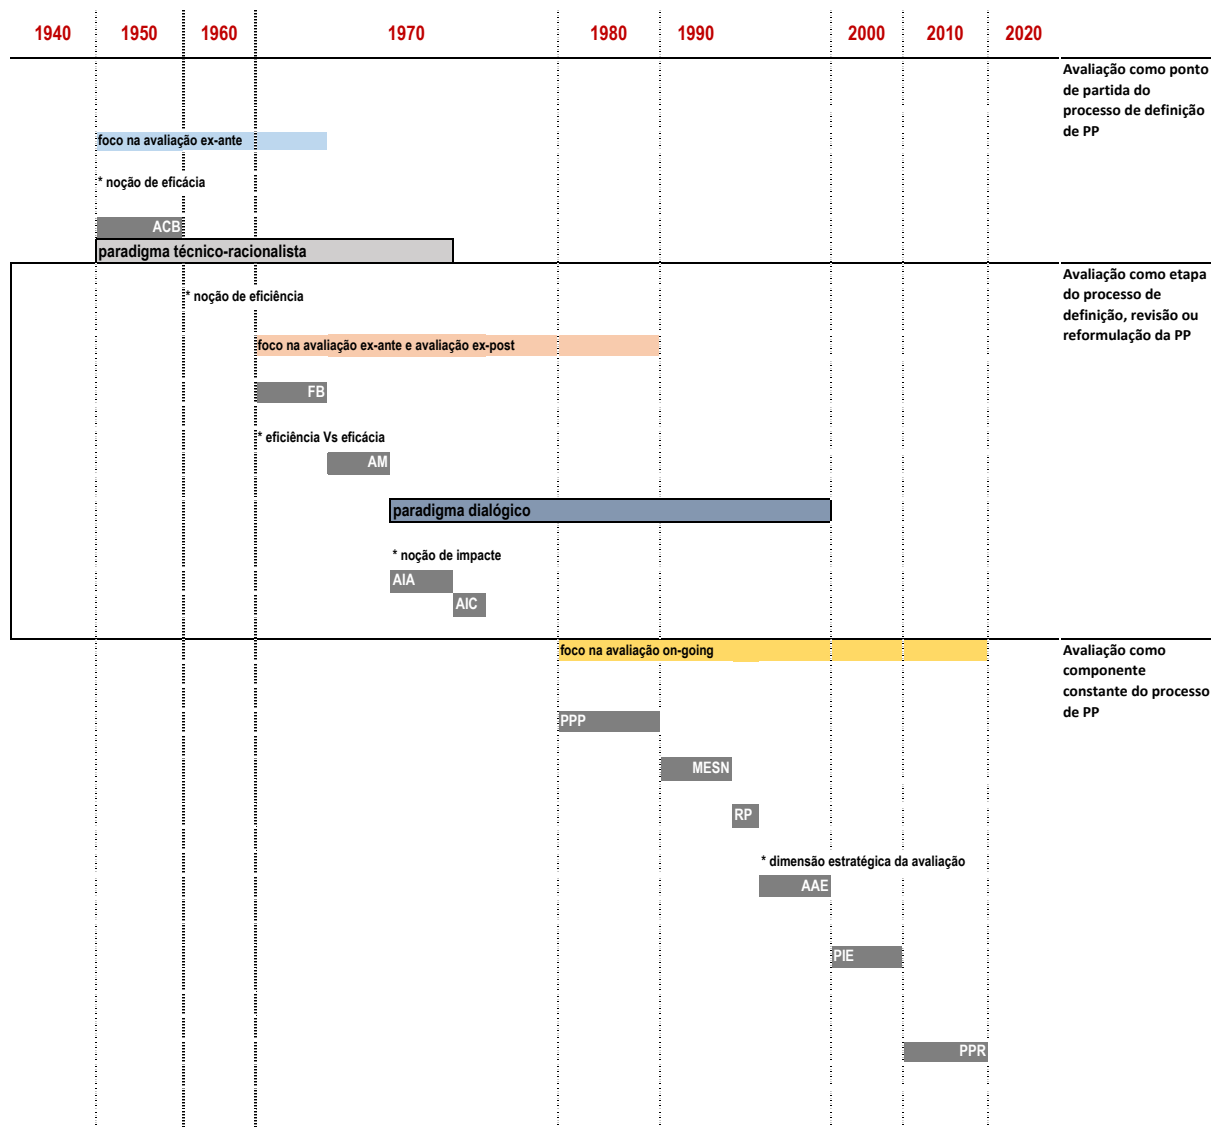 1940 1950 1960 1970 1980 1990 2000 2010 2020
Avaliação como ponto
de partida do
processo de definição
de PP
foco na avaliação ex-ante
* noção de eficácia
ACB
paradigma técnico-racionalista
Avaliação como etapa
do processo de
definição, revisão ou
reformulação da PP
* noção de eficiência
foco na avaliação ex-ante e avaliação ex-post
FB
* eficiência Vs eficácia
AM
paradigma dialógico
* noção de impacte
AIA
AIC
foco na avaliação on-going
Avaliação como
componente
constante do processo
de PP
PPP
MESN
RP
* dimensão estratégica da avaliação
AAE
PIE
PPR